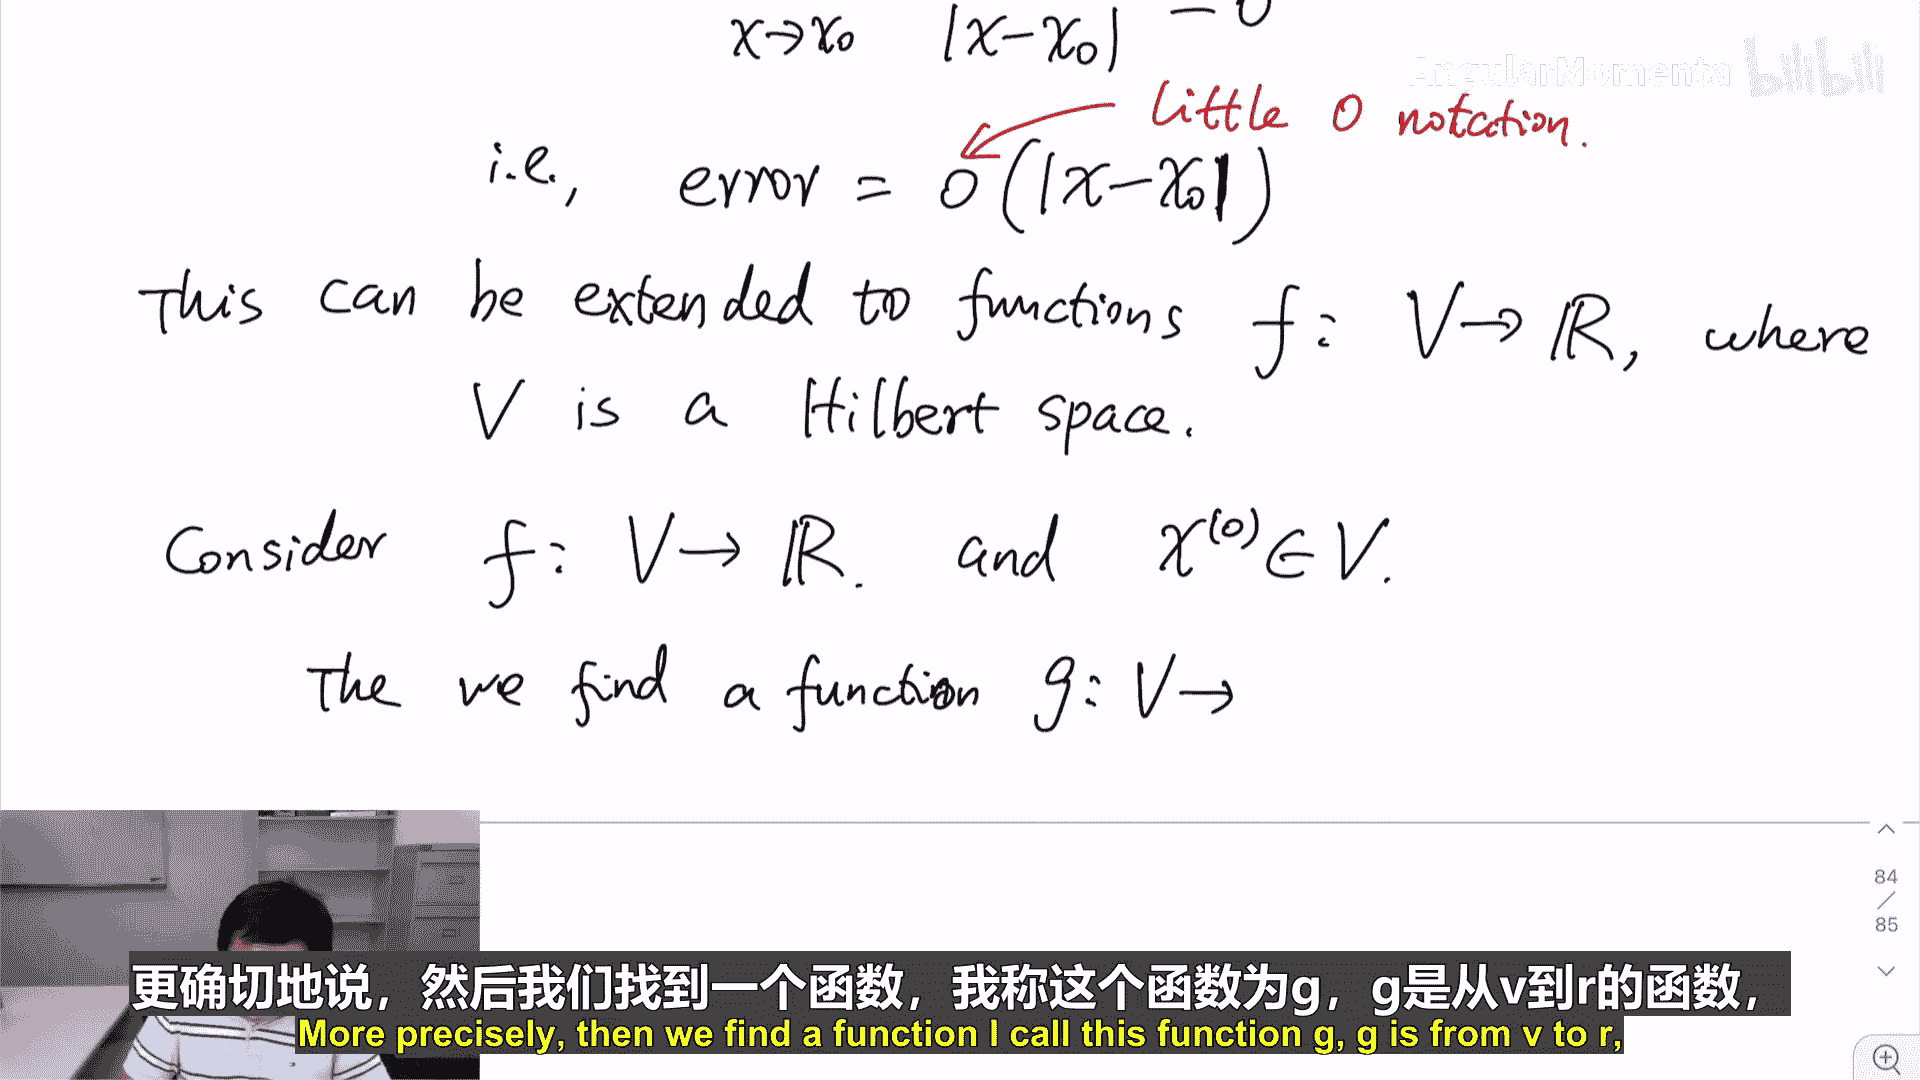 x→x₀ |x-x₀| = 0
AngularMomenta bilibili
little o notation.
i.e., error = o(|x-x₀|)
This can be extended to functions f: V→ℝ, where
V is a Hilbert space.
Consider f: V→ℝ. and x⁽⁰⁾∈V.
The we find a function g: V→
84
/
85
更确切地说，然后我们找到一个函数，我称这个函数为g，g是从v到r的函数，
More precisely, then we find a function I call this function g, g is from v to r,